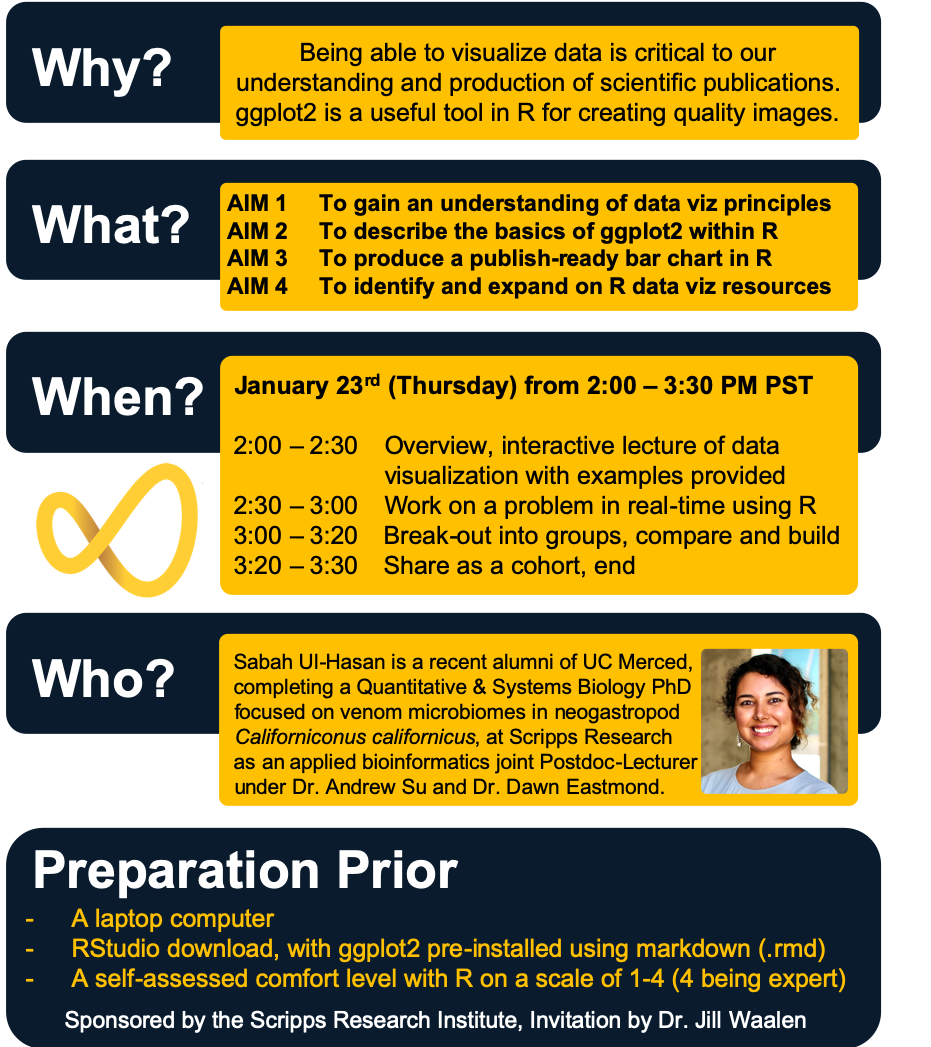 Why?
Being able to visualize data is critical to our
understanding and production of scientific publications.
ggplot2 is a useful tool in R for creating quality images.
What?
AIM 1 To gain an understanding of data viz principles
AIM 2 To describe the basics of ggplot2 within R
AIM 3 To produce a publish-ready bar chart in R
AIM 4 To identify and expand on R data viz resources
When?
January 23rd (Thursday) from 2:00 – 3:30 PM PST
2:00 – 2:30 Overview, interactive lecture of data
visualization with examples provided
2:30 – 3:00 Work on a problem in real-time using R
3:00 – 3:20 Break-out into groups, compare and build
3:20 – 3:30 Share as a cohort, end
Who?
Sabah Ul-Hasan is a recent alumni of UC Merced,
completing a Quantitative & Systems Biology PhD
focused on venom microbiomes in neogastropod
Californiconus californicus, at Scripps Research
as an applied bioinformatics joint Postdoc-Lecturer
under Dr. Andrew Su and Dr. Dawn Eastmond.
Preparation Prior
- A laptop computer
- RStudio download, with ggplot2 pre-installed using markdown (.rmd)
- A self-assessed comfort level with R on a scale of 1-4 (4 being expert)
Sponsored by the Scripps Research Institute, Invitation by Dr. Jill Waalen